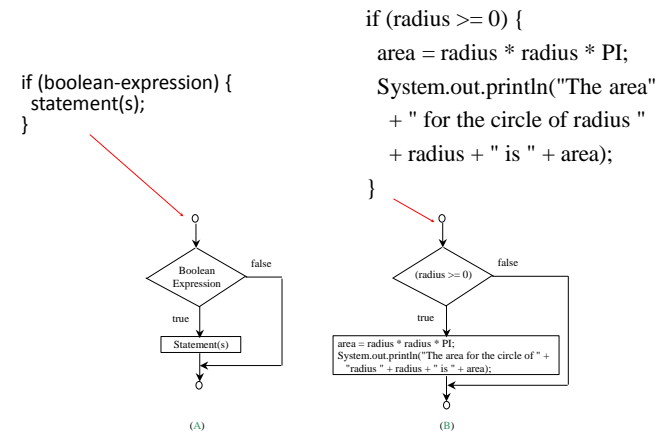 if (boolean-expression) {
statement(s);
}
if (radius >= 0) {
area = radius * radius * PI;
System.out.println("The area"
+ " for the circle of radius "
+ radius + " is " + area);
}
Boolean
Expression
false
true
Statement(s)
(A)
(radius >= 0)
false
true
area = radius * radius * PI;
System.out.println("The area for the circle of " +
"radius " + radius + " is " + area);
(B)